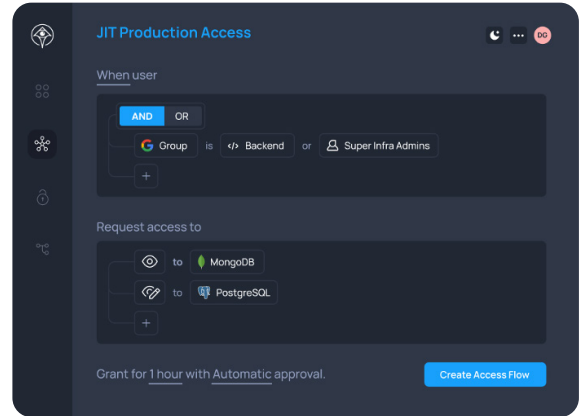 JIT Production Access
DG
When user
AND OR
Group is </> Backend or Super Infra Admins
+
Request access to
to MongoDB
to PostgreSQL
+
Grant for 1 hour with Automatic approval.
Create Access Flow